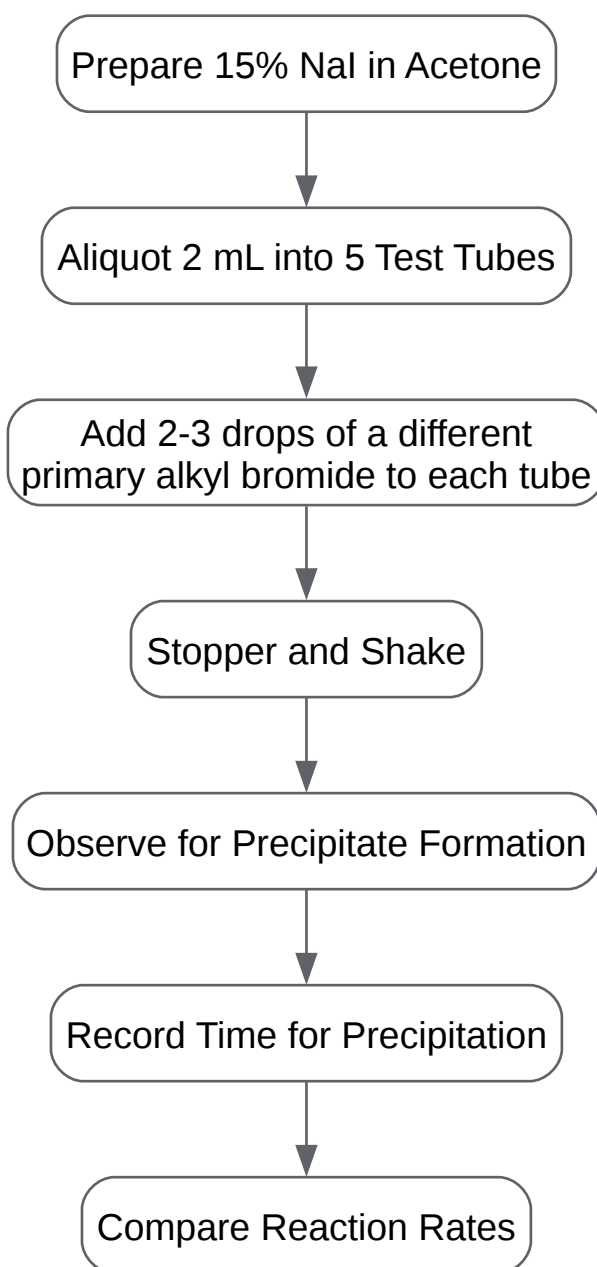 Prepare 15% NaI in Acetone
Aliquot 2 mL into 5 Test Tubes
Add 2-3 drops of a different
primary alkyl bromide to each tube
Stopper and Shake
Observe for Precipitate Formation
Record Time for Precipitation
Compare Reaction Rates